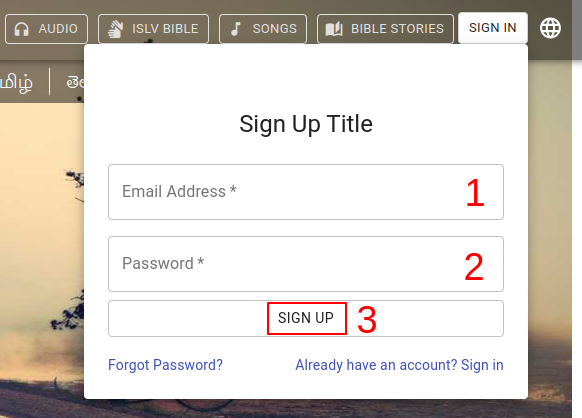 AUDIO ISLV BIBLE SONGS BIBLE STORIES SIGN IN
Sign Up Title
Email Address * 1
Password * 2
SIGN UP 3
Forgot Password? Already have an account? Sign in